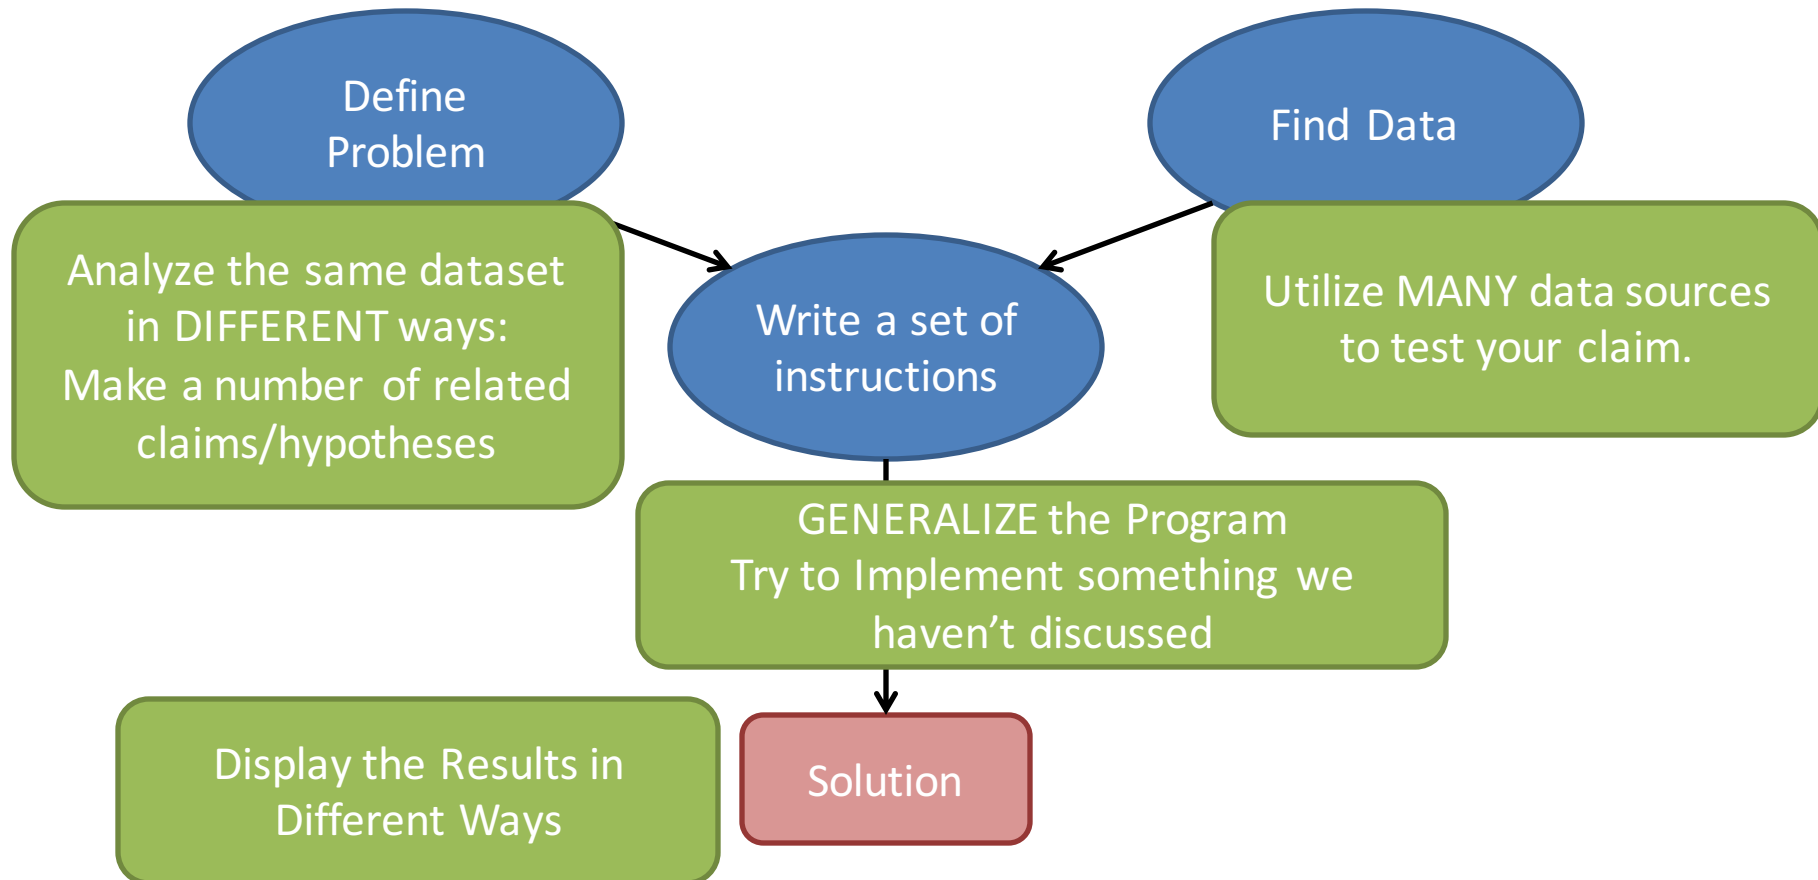 Define
Problem
Find Data
Analyze the same dataset
in DIFFERENT ways:
Make a number of related
claims/hypotheses
Write a set of
instructions
Utilize MANY data sources
to test your claim.
GENERALIZE the Program
Try to Implement something we
haven’t discussed
Display the Results in
Different Ways
Solution